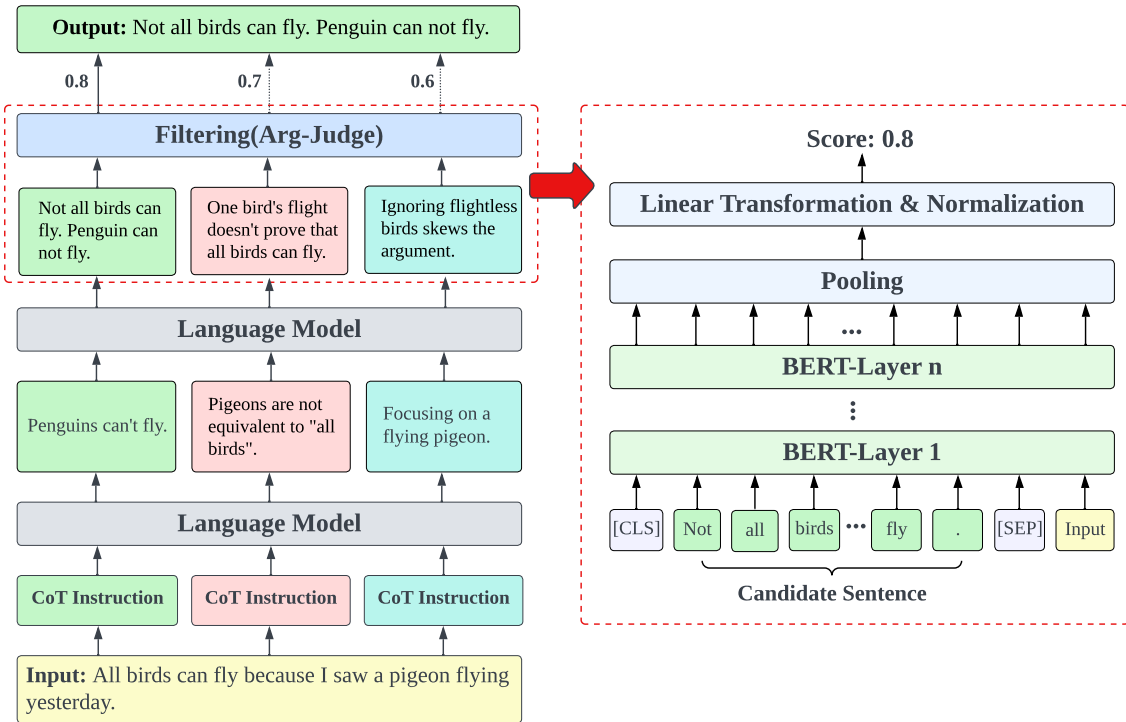 Output: Not all birds can fly. Penguin can not fly.
0.8
0.7
0.6
Filtering(Arg-Judge)
Not all birds can
fly. Penguin can
not fly.
One bird's flight
doesn't prove that
all birds can fly.
Ignoring flightless
birds skews the
argument.
Language Model
Penguins can't fly.
Pigeons are not
equivalent to "all
birds".
Focusing on a
flying pigeon.
Language Model
CoT Instruction
CoT Instruction
CoT Instruction
Input: All birds can fly because I saw a pigeon flying
yesterday.
Score: 0.8
Linear Transformation & Normalization
Pooling
...
BERT-Layer n
...
BERT-Layer 1
[CLS]
Not
all
birds
...
fly
.
[SEP]
Input
Candidate Sentence